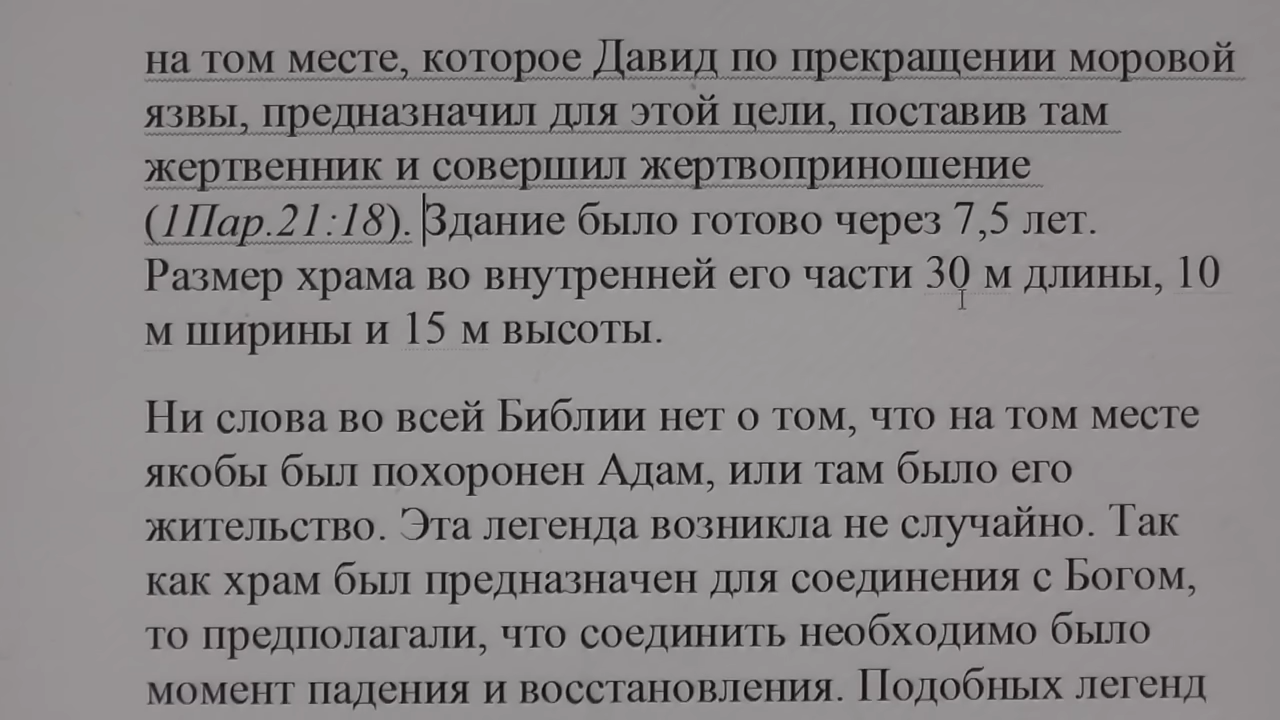 на том месте, которое Давид по прекращении моровой
язвы, предназначил для этой цели, поставив там
жертвенник и совершил жертвоприношение
(1Пар.21:18). Здание было готово через 7,5 лет.
Размер храма во внутренней его части 30 м длины, 10
м ширины и 15 м высоты.
Ни слова во всей Библии нет о том, что на том месте
якобы был похоронен Адам, или там было его
жительство. Эта легенда возникла не случайно. Так
как храм был предназначен для соединения с Богом,
то предполагали, что соединить необходимо было
момент падения и восстановления. Подобных легенд